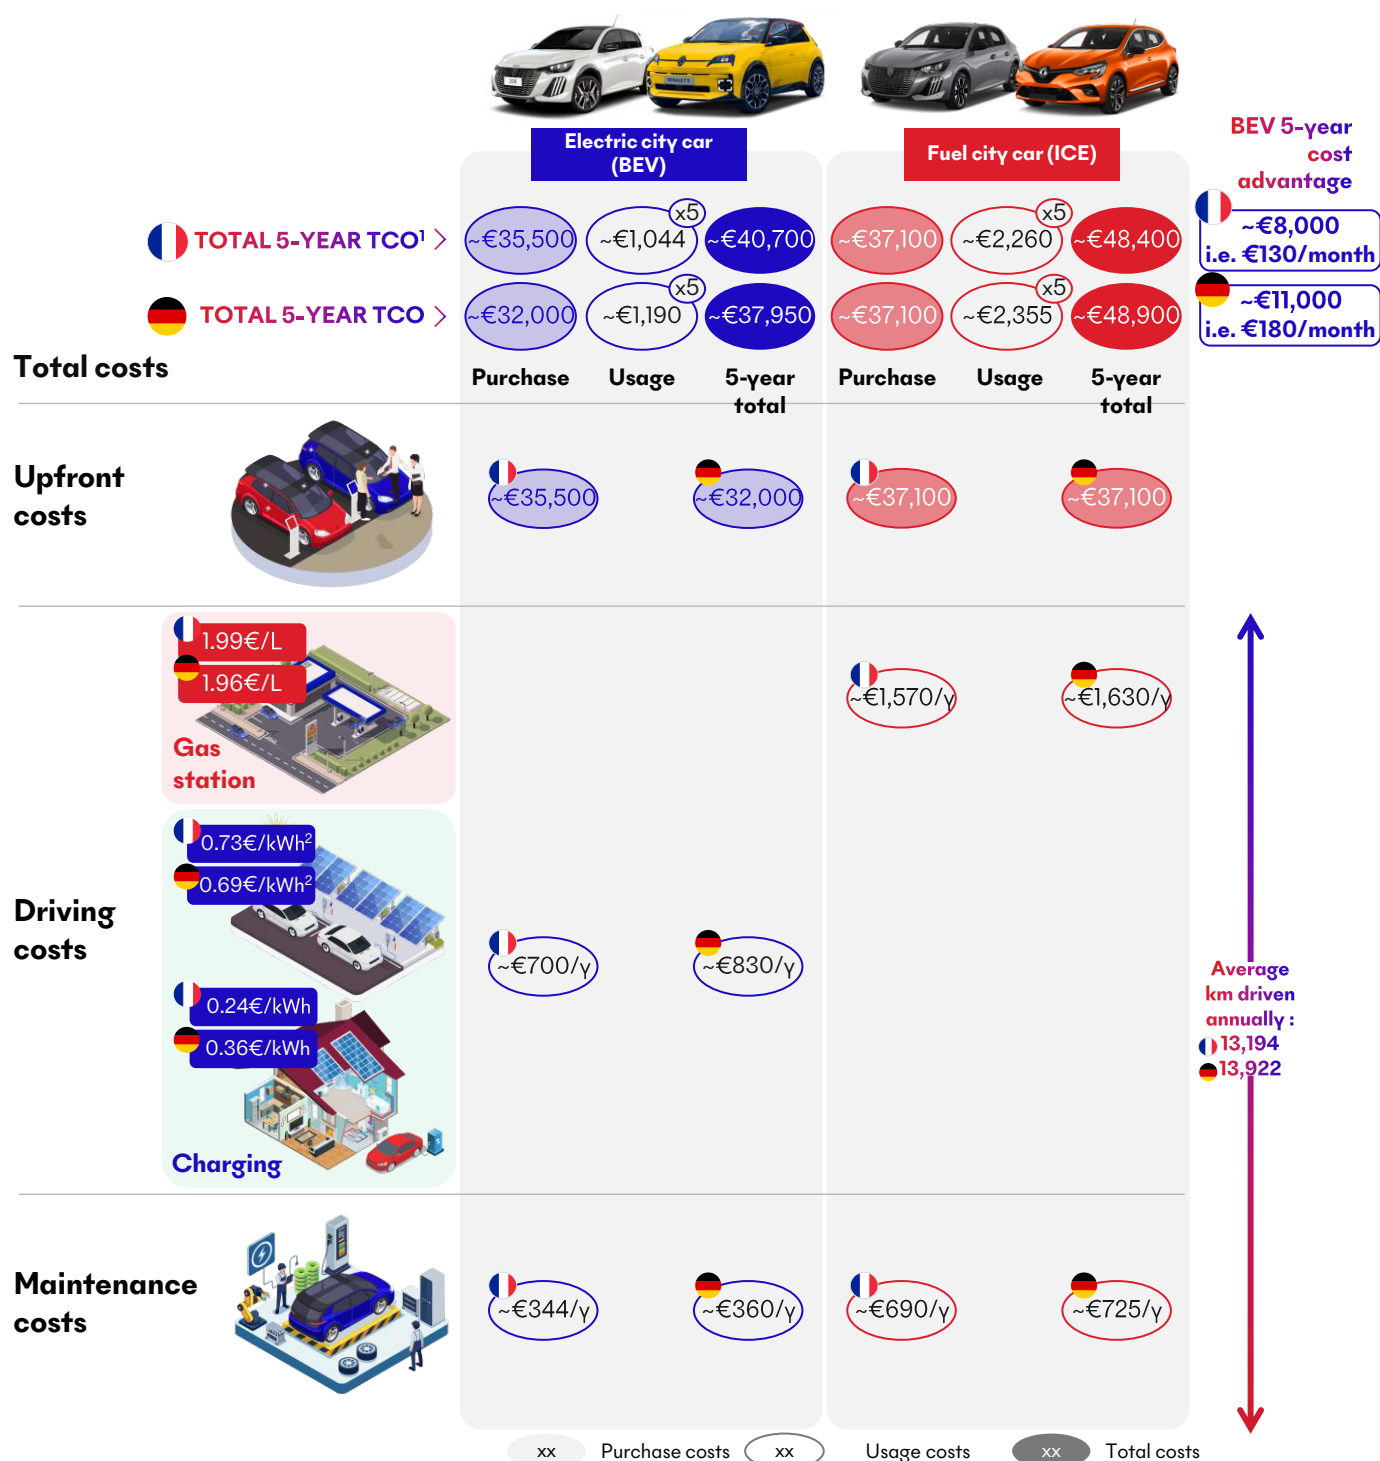 Electric city car
(BEV)
Fuel city car (ICE)
BEV 5-year
cost
advantage
TOTAL 5-YEAR TCO¹
~€35,500
~€1,044
x5
~€40,700
~€37,100
~€2,260
x5
~€48,400
~€8,000
i.e. €130/month
TOTAL 5-YEAR TCO
~€32,000
~€1,190
x5
~€37,950
~€37,100
~€2,355
x5
~€48,900
~€11,000
i.e. €180/month
Total costs
Purchase
Usage
5-year
total
Purchase
Usage
5-year
total
Upfront
costs
~€35,500
~€32,000
~€37,100
~€37,100
1.99€/L
1.96€/L
Gas
station
~€1,570/y
~€1,630/y
Driving
costs
0.73€/kWh²
0.69€/kWh²
0.24€/kWh
0.36€/kWh
Charging
~€700/y
~€830/y
Average
km driven
annually :
13,194
13,922
Maintenance
costs
~€344/y
~€360/y
~€690/y
~€725/y
xx
Purchase costs
xx
Usage costs
xx
Total costs